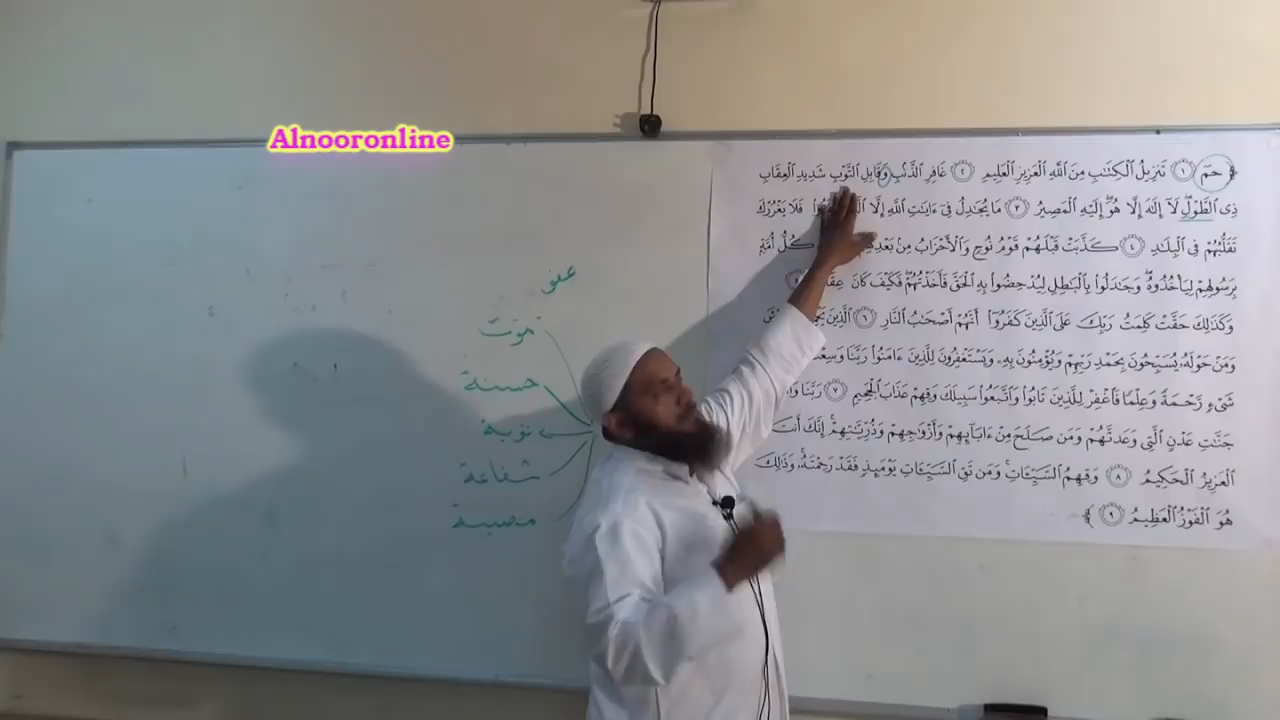 Alnooronline
﴿ حمٓ ١ تَنزِيلُ ٱلْكِتَٰبِ مِنَ ٱللَّهِ ٱلْعَزِيزِ ٱلْعَلِيمِ ٢ غَافِرِ ٱلذَّنۢبِ وَقَابِلِ ٱلتَّوْبِ شَدِيدِ ٱلْعِقَابِ
ذِى ٱلطَّوْلِ لَآ إِلَٰهَ إِلَّا هُوَ إِلَيْهِ ٱلْمَصِيرُ ٣ مَا يُجَٰدِلُ فِىٓ ءَايَٰتِ ٱللَّهِ إِلَّا فَلَا يَغْرُرْكَ
تَقَلُّبُهُمْ فِى ٱلْبِلَٰدِ ٤ كَذَّبَتْ قَبْلَهُمْ قَوْمُ نُوحٍ وَٱلْأَحْزَابُ مِنۢ بَعْدِهِمْ كُلُّ أُمَّةٍۭ
بِرَسُولِهِمْ لِيَأْخُذُوهُ وَجَٰدَلُوا۟ بِٱلْبَٰطِلِ لِيُدْحِضُوا۟ بِهِ ٱلْحَقَّ فَأَخَذْتُهُمْ فَكَيْفَ كَانَ ٥
وَكَذَٰلِكَ حَقَّتْ كَلِمَتُ رَبِّكَ عَلَى ٱلَّذِينَ كَفَرُوٓا۟ أَنَّهُمْ أَصْحَٰبُ ٱلنَّارِ ٦ ٱلَّذِينَ
وَمَنْ حَوْلَهُۥ يُسَبِّحُونَ بِحَمْدِ رَبِّهِمْ وَيُؤْمِنُونَ بِهِۦ وَيَسْتَغْفِرُونَ لِلَّذِينَ ءَامَنُوا۟ رَبَّنَا
شَىْءٍ رَّحْمَةً وَعِلْمًا فَٱغْفِرْ لِلَّذِينَ تَابُوا۟ وَٱتَّبَعُوا۟ سَبِيلَكَ وَقِهِمْ عَذَابَ ٱلْجَحِيمِ ٧ رَبَّنَا
جَنَّٰتِ عَدْنٍ ٱلَّتِى وَعَدتَّهُمْ وَمَن صَلَحَ مِنْ ءَابَآئِهِمْ وَأَزْوَٰجِهِمْ وَذُرِّيَّٰتِهِمْ إِنَّكَ أَنتَ
ٱلْعَزِيزُ ٱلْحَكِيمُ ٨ وَقِهِمُ ٱلسَّيِّـَٔاتِ وَمَن تَقِ ٱلسَّيِّـَٔاتِ يَوْمَئِذٍ فَقَدْ رَحِمْتَهُۥ وَذَٰلِكَ
هُوَ ٱلْفَوْزُ ٱلْعَظِيمُ ٩ ﴾
عفو
موت
حسنة
توبة
شفاعة
مصيبة